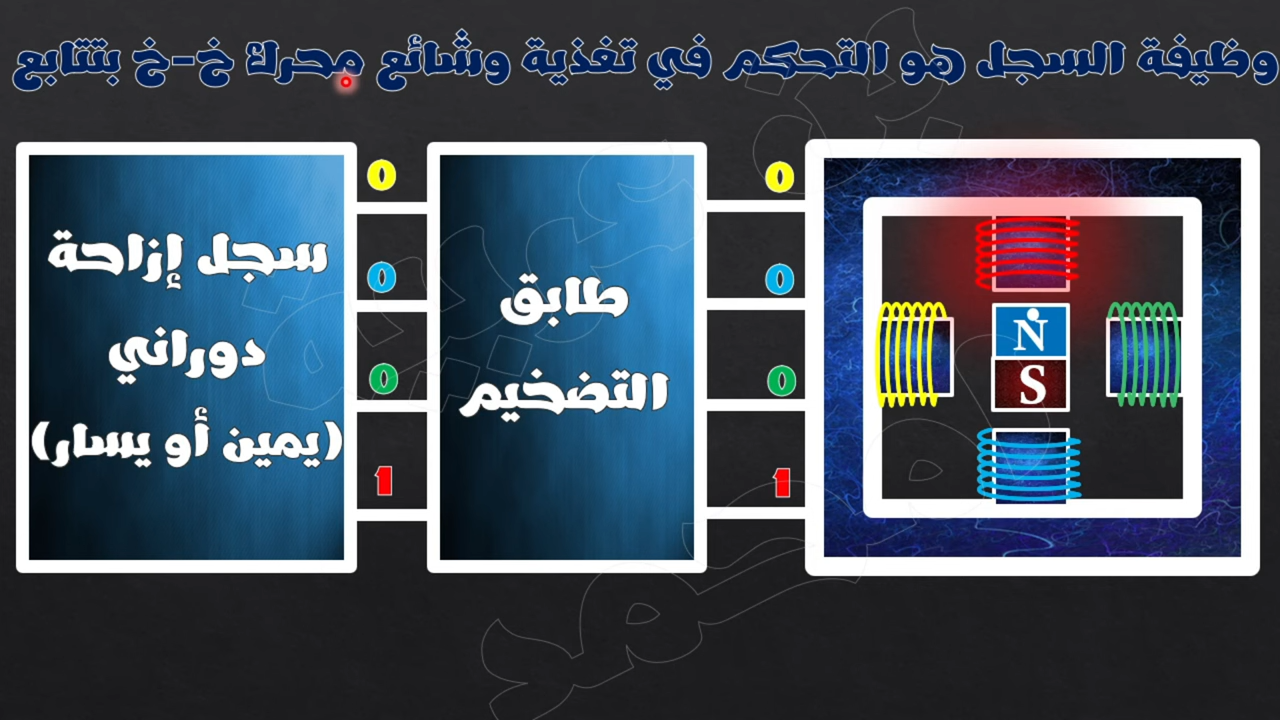 وظيفة السجل هو التحكم في تغذية وشائع محرك خ-خ بتتابع
سجل إزاحة
دوراني
(يمين أو يسار)
0
0
0
1
طابق
التضخيم
0
0
0
1
N
S